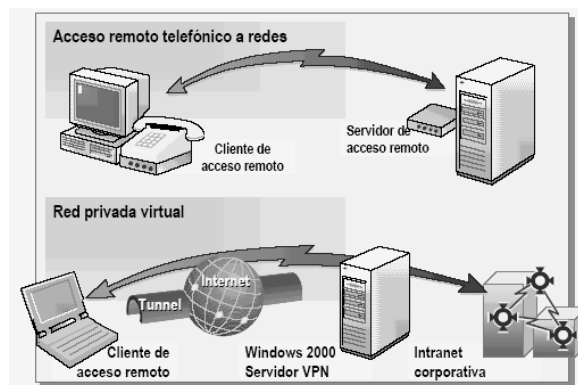 Acceso remoto telefónico a redes
Cliente de
acceso remoto
Servidor de
acceso remoto
Red privada virtual
Internet
Tunnel
Cliente de
acceso remoto
Windows 2000
Servidor VPN
Intranet
corporativa